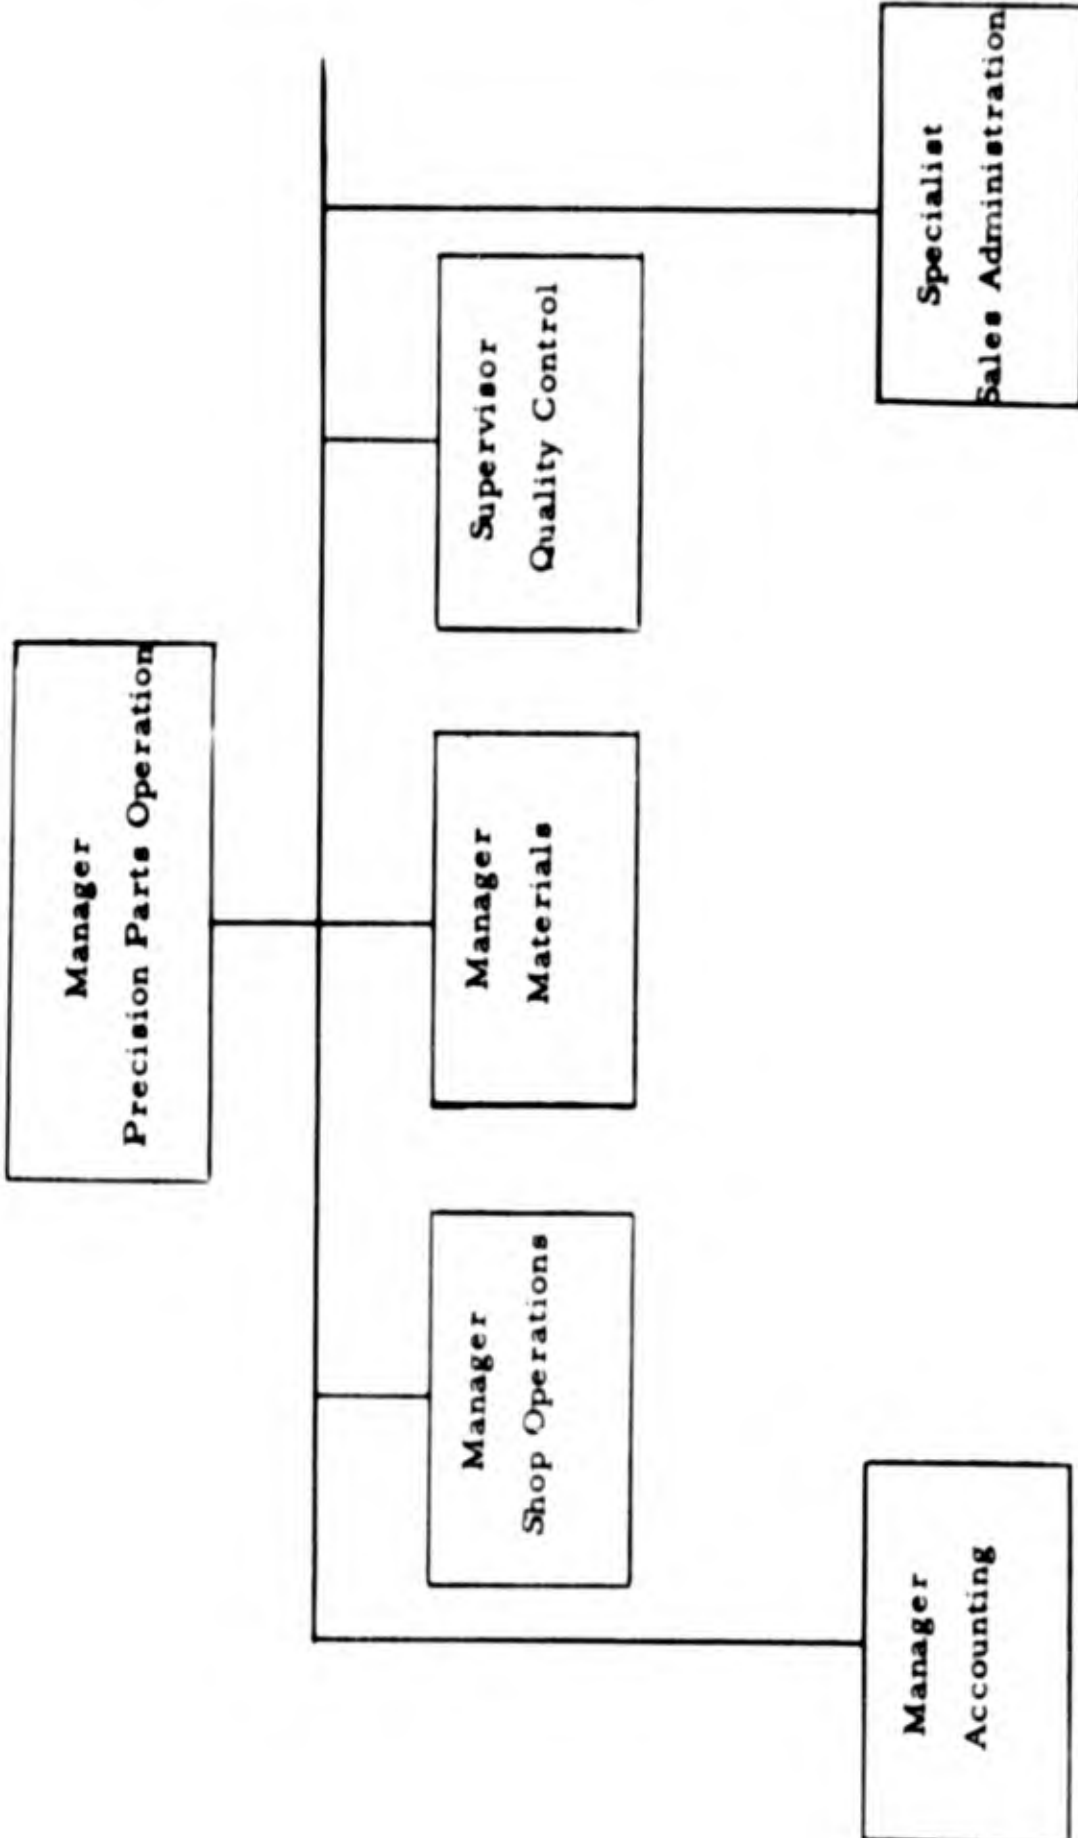 Manager
Precision Parts Operation
Manager
Shop Operations
Manager
Materials
Supervisor
Quality Control
Manager
Accounting
Specialist
Sales Administration